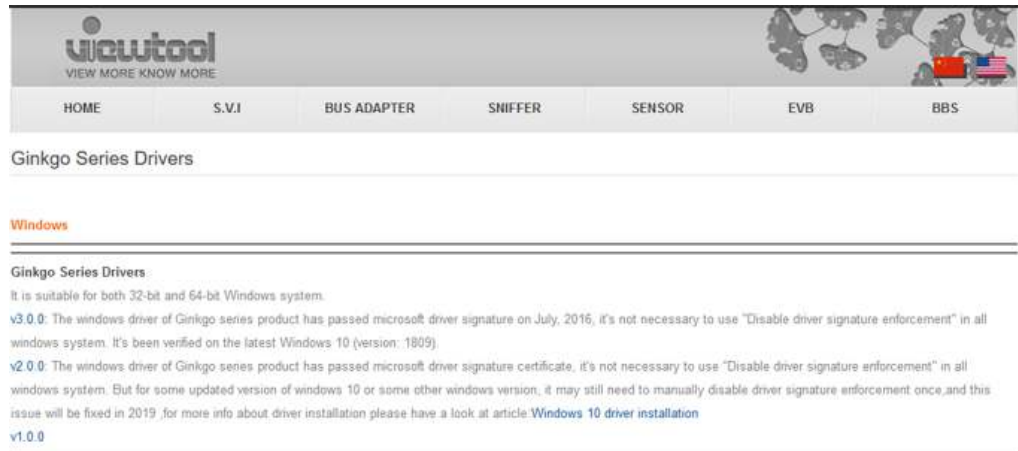 viewtool
VIEW MORE KNOW MORE
HOME S.V.I BUS ADAPTER SNIFFER SENSOR EVB BBS
Ginkgo Series Drivers
Windows
Ginkgo Series Drivers
It is suitable for both 32-bit and 64-bit Windows system.
v3.0.0: The windows driver of Ginkgo series product has passed microsoft driver signature on July, 2016, it's not necessary to use "Disable driver signature enforcement" in all
windows system. It's been verified on the latest Windows 10 (version: 1809).
v2.0.0: The windows driver of Ginkgo series product has passed microsoft driver signature certificate, it's not necessary to use "Disable driver signature enforcement" in all
windows system. But for some updated version of windows 10 or some other windows version, it may still need to manually disable driver signature enforcement once,and this
issue will be fixed in 2019 ,for more info about driver installation please have a look at article:Windows 10 driver installation
v1.0.0